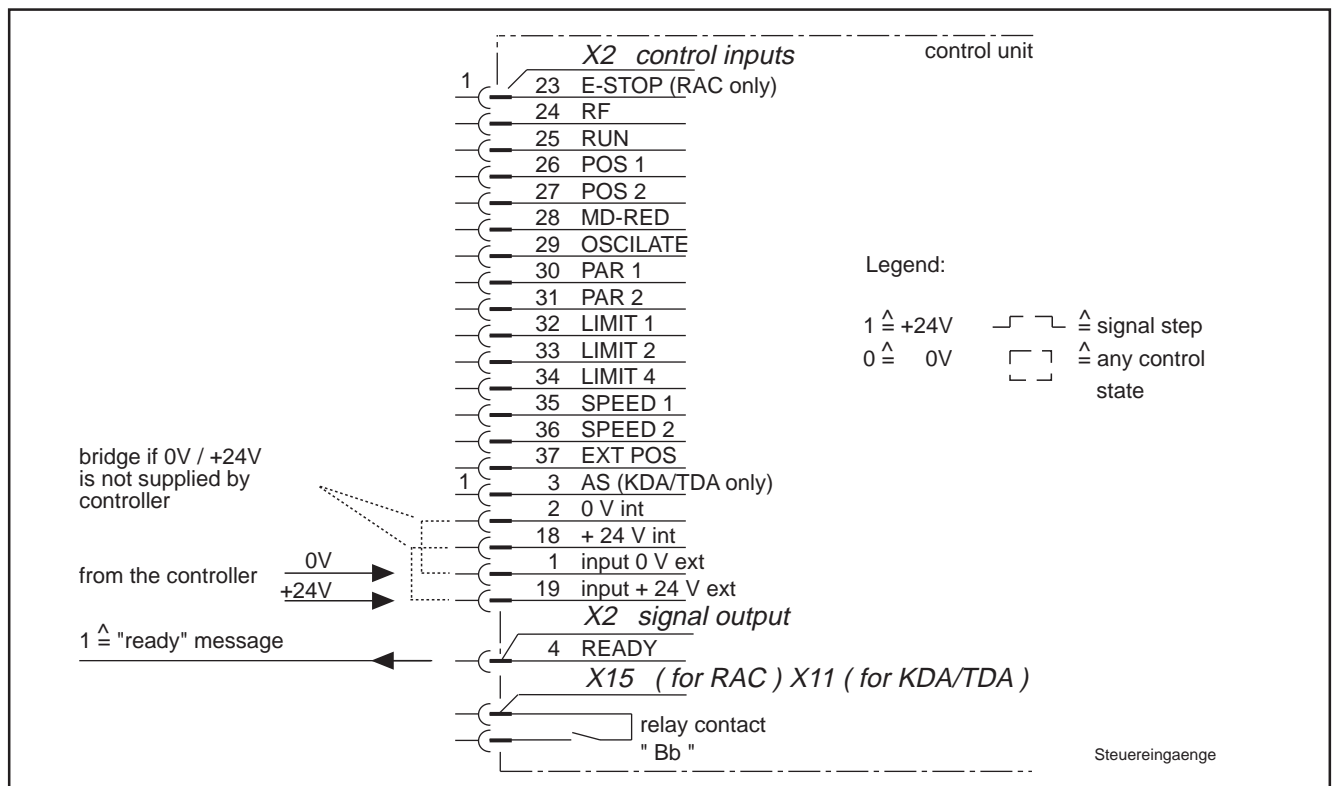 control unit
X2 control inputs
1 23 E-STOP (RAC only)
24 RF
25 RUN
26 POS 1
27 POS 2
28 MD-RED
29 OSCILATE
30 PAR 1
31 PAR 2
32 LIMIT 1
33 LIMIT 2
34 LIMIT 4
35 SPEED 1
36 SPEED 2
37 EXT POS
1 3 AS (KDA/TDA only)
2 0 V int
18 + 24 V int
1 input 0 V ext
19 input + 24 V ext
X2 signal output
4 READY
X15 ( for RAC ) X11 ( for KDA/TDA )
relay contact
" Bb "
bridge if 0V / +24V
is not supplied by
controller
from the controller
0V
+24V
1 ≙ "ready" message
Legend:
1 ≙ +24V
0 ≙ 0V
≙ signal step
≙ any control
state
Steuereingaenge